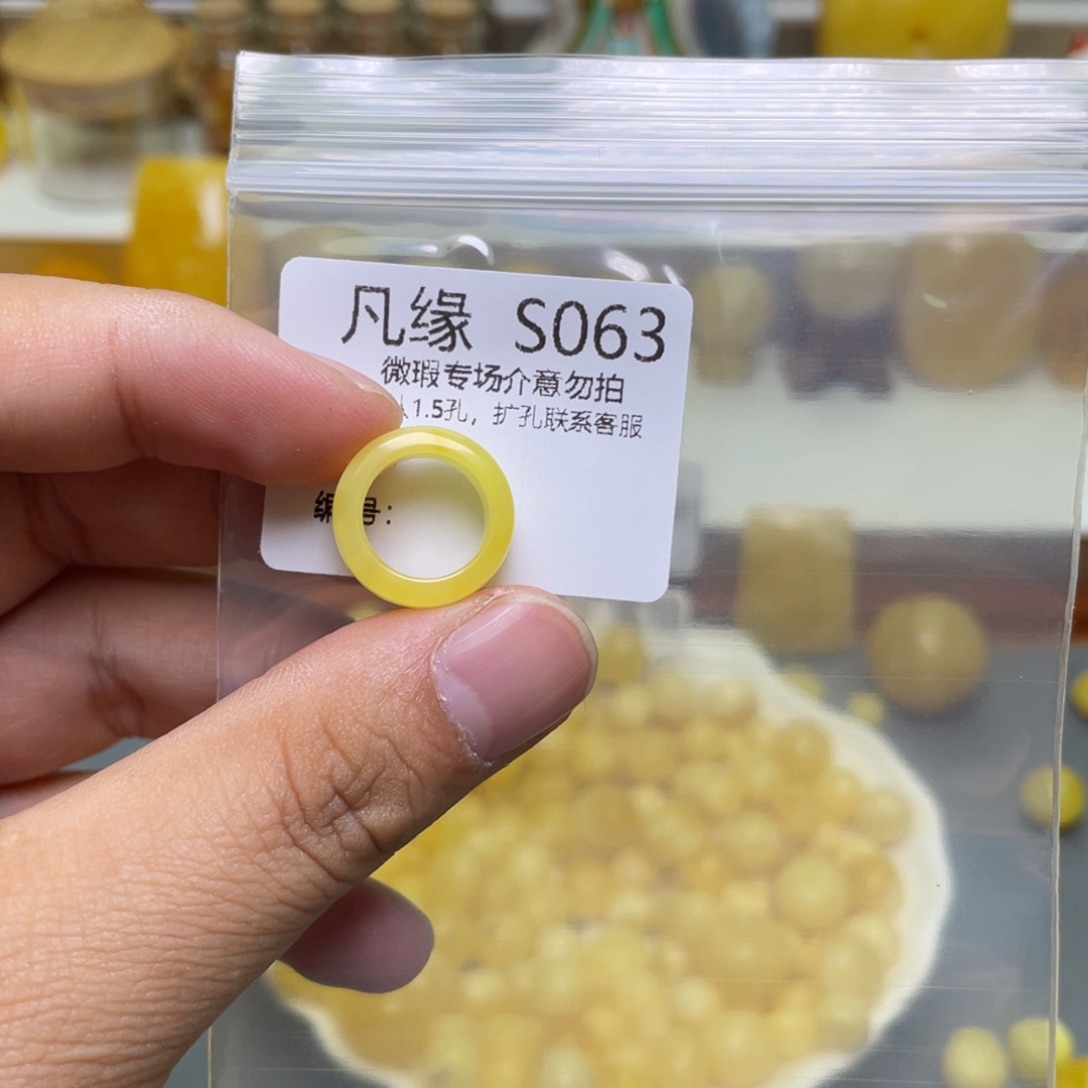 凡缘 S063
微瑕专场介意勿拍
1.5孔，扩孔联系客服
编号：